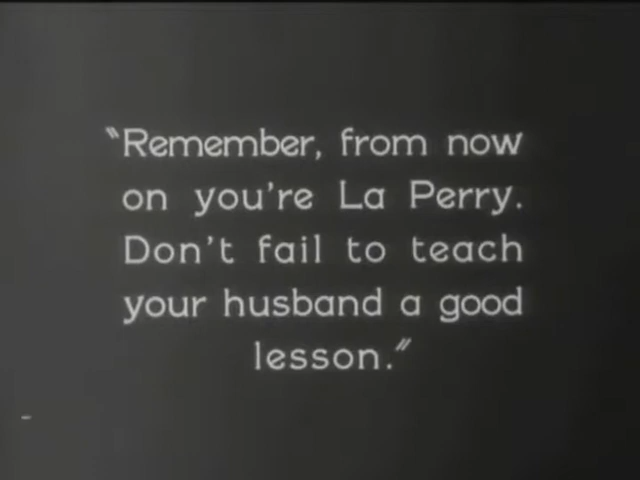 "Remember, from now
on you're La Perry.
Don't fail to teach
your husband a good
lesson."